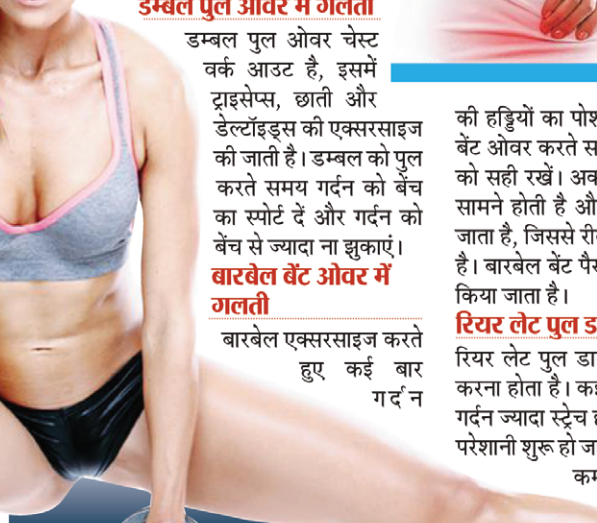 डम्बल पुल ओवर में गलती
डम्बल पुल ओवर चेस्ट
वर्क आउट है, इसमें
ट्राइसेप्स, छाती और
डेल्टॉइड्स की एक्सरसाइज
की जाती है। डम्बल को पुल
करते समय गर्दन को बेंच
का स्पोर्ट दें और गर्दन को
बेंच से ज्यादा ना झुकाएं।
बारबेल बेंट ओवर में
गलती
बारबेल एक्सरसाइज करते
हुए कई बार
गर्दन
की हड्डियों का
बेंट ओवर करते
को सही रखें।
सामने होती है
जाता है, जिससे
है। बारबेल बेंट
किया जाता है।
रियर लेट पुल
रियर लेट पुल
करना होता है।
गर्दन ज्यादा स्ट्रेच
परेशानी शुरू हो